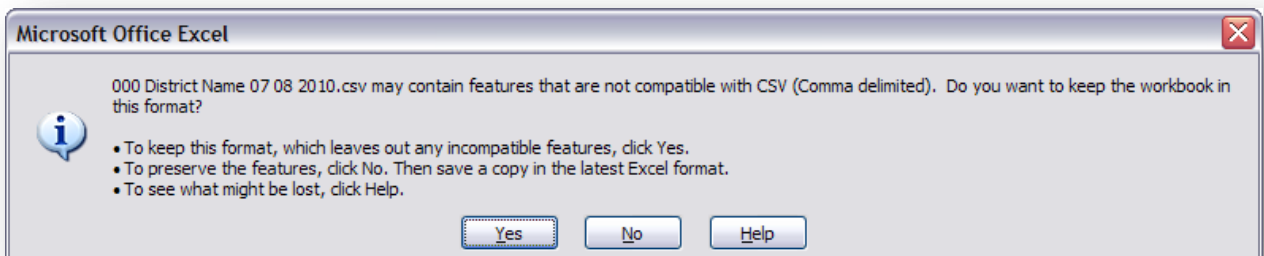 Microsoft Office Excel
000 District Name 07 08 2010.csv may contain features that are not compatible with CSV (Comma delimited).  Do you want to keep the workbook in
this format?
• To keep this format, which leaves out any incompatible features, click Yes.
• To preserve the features, click No. Then save a copy in the latest Excel format.
• To see what might be lost, click Help.
Yes No Help